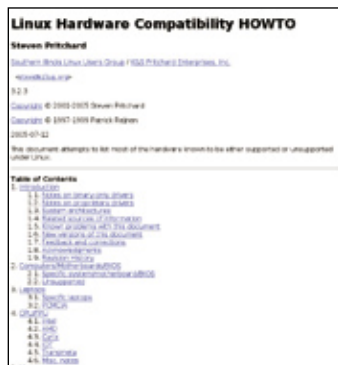 Linux Hardware Compatibility HOWTO
Steven Pritchard
Southern Illinois Linux Users Group / K&S Pritchard Enterprises, Inc.
<steve@silug.org>
3.2.3
Copyright © 2001-2005 Steven Pritchard
Copyright © 1997-1999 Patrick Reijnen
2005-07-12
This document attempts to list most of the hardware known to be either supported or unsupported
under Linux.
Table of Contents
1. Introduction
1.1. Notes on binary-only drivers
1.2. Notes on proprietary drivers
1.3. System architectures
1.4. Related sources of information
1.5. Known problems with this document
1.6. New versions of this document
1.7. Feedback and corrections
1.8. Acknowledgments
1.9. Revision History
2. Computers/Motherboards/BIOS
2.1. Specific systems/motherboards/BIOS
2.2. Unsupported
3. Laptops
3.1. Specific laptops
3.2. PCMCIA
4. CPU/FPU
4.1. Intel
4.2. AMD
4.3. Cyrix
4.4. IDT
4.5. Transmeta
4.6. Misc. notes